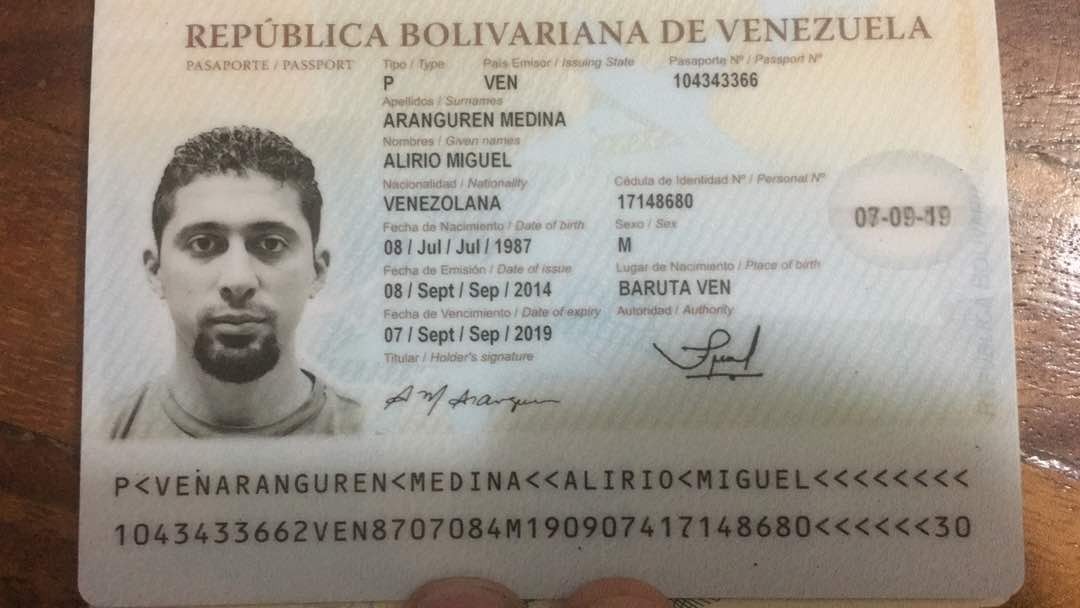 REPÚBLICA BOLIVARIANA DE VENEZUELA
PASAPORTE / PASSPORT
Tipo / Type País Emisor / Issuing State Pasaporte Nº / Passport Nº
P VEN 104343366
Apellidos / Surnames
ARANGUREN MEDINA
Nombres / Given names
ALIRIO MIGUEL
Nacionalidad / Nationality Cédula de Identidad Nº / Personal Nº
VENEZOLANA 17148680
07-09-19
Fecha de Nacimiento / Date of birth Sexo / Sex
08 / Jul / Jul / 1987 M
Fecha de Emisión / Date of issue Lugar de Nacimiento / Place of birth
08 / Sept / Sep / 2014 BARUTA VEN
Fecha de Vencimiento / Date of expiry Autoridad / Authority
07 / Sept / Sep / 2019
Titular / Holder's signature
A M Aranguren
P<VENARANGUREN<MEDINA<<ALIRIO<MIGUEL<<<<<<<<
1043433662VEN8707084M190907417148680<<<<<<30